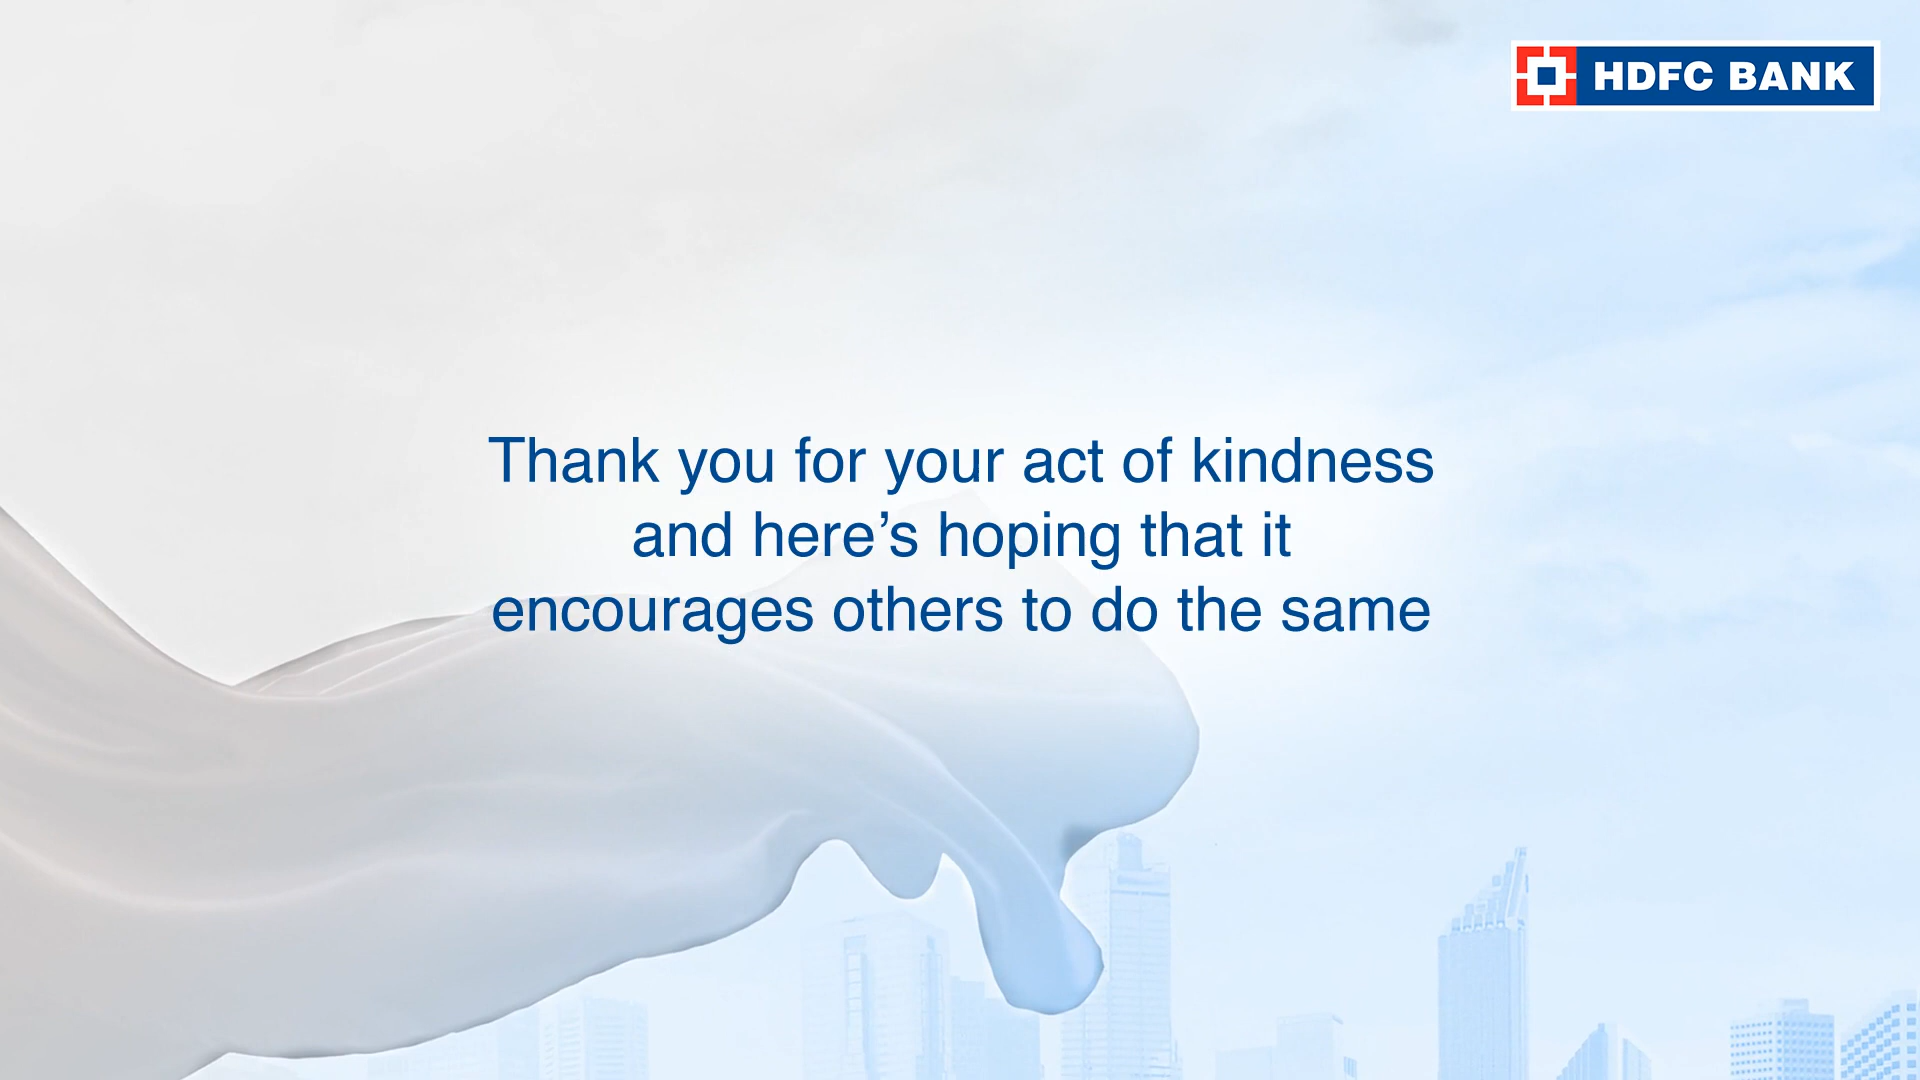 HDFC BANK
Thank you for your act of kindness
and here’s hoping that it
encourages others to do the same